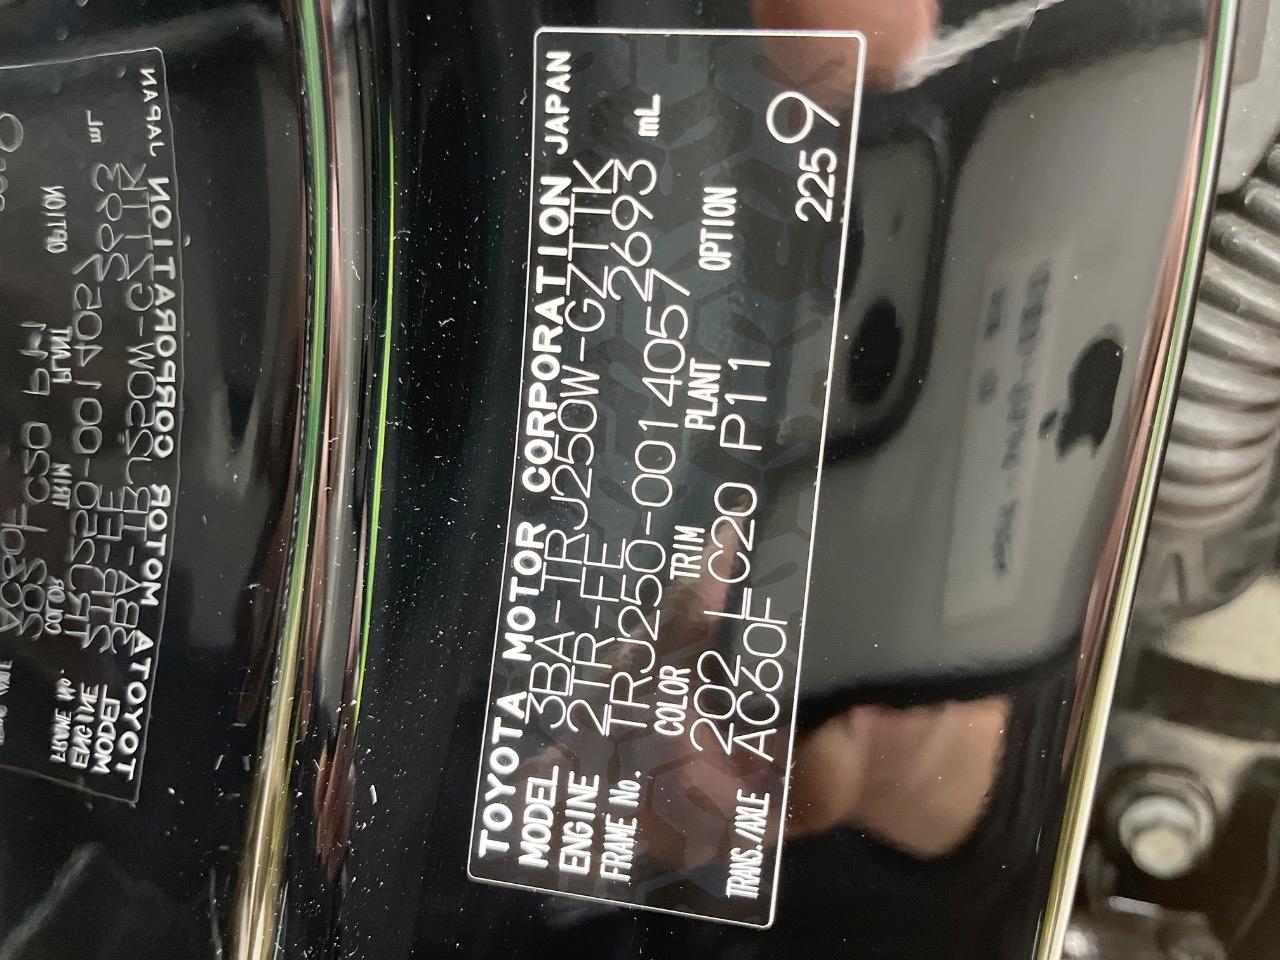 TOYOTA MOTOR CORPORATION JAPAN
MODEL 3BA-TRJ250W-GZTTK
ENGINE 2TR-FE 2693 mL
FRAME No. TRJ250-0014057
COLOR TRIM PLANT OPTION
202 LC20 P11
TRANS./AXLE AC60F 2259